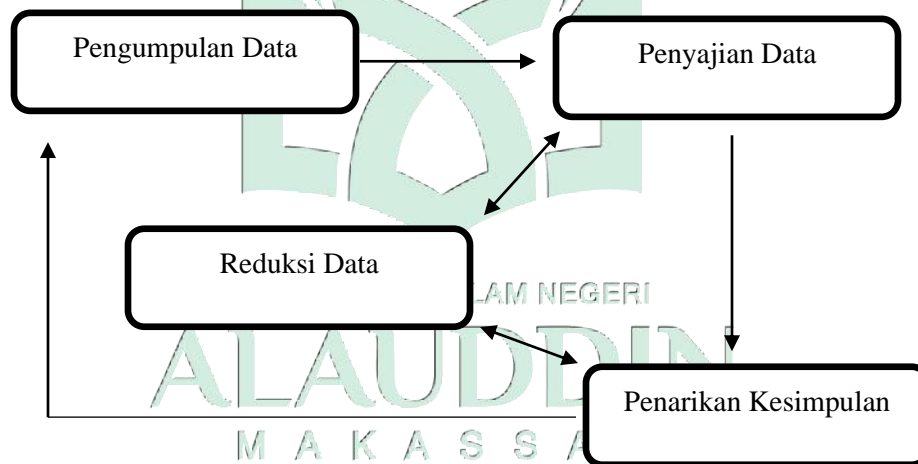 Pengumpulan Data
Penyajian Data
Reduksi Data
LAM NEGERI
ALAUDDIN
Penarikan Kesimpulan
M A K A S S A